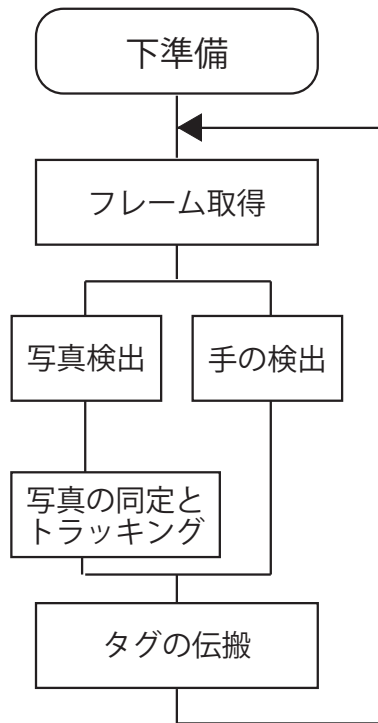 下準備
フレーム取得
写真検出
手の検出
写真の同定と
トラッキング
タグの伝搬